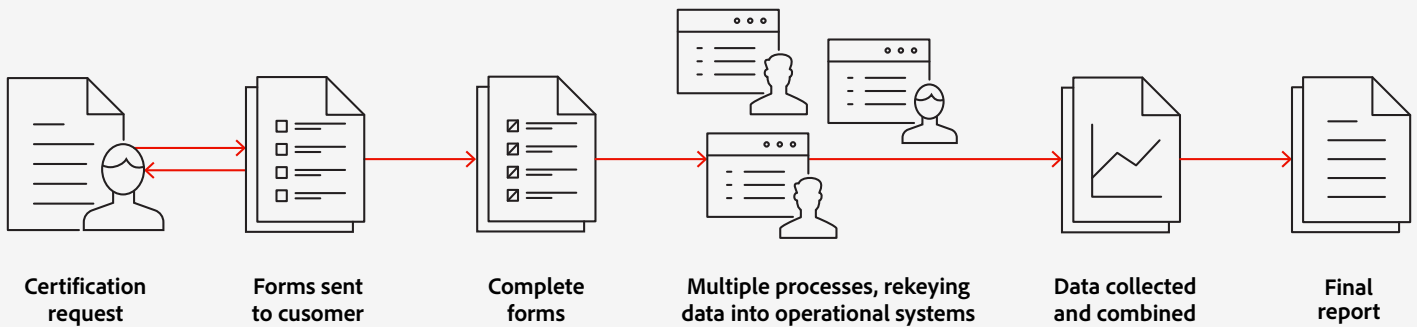 Certification
request
Forms sent
to cusomer
Complete
forms
Multiple processes, rekeying
data into operational systems
Data collected
and combined
Final
report